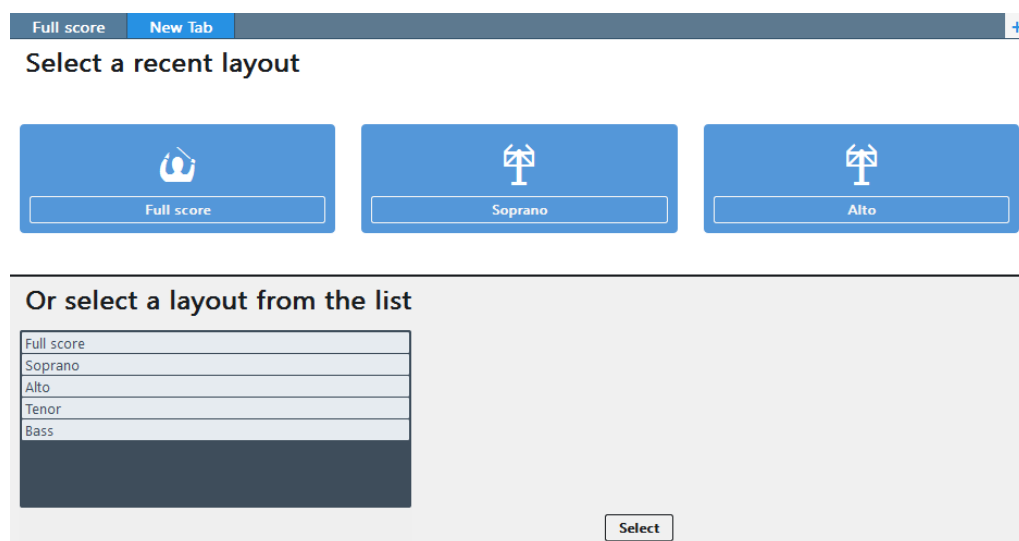 Full score New Tab +
Select a recent layout
Full score Soprano Alto
Or select a layout from the list
Full score
Soprano
Alto
Tenor
Bass
Select